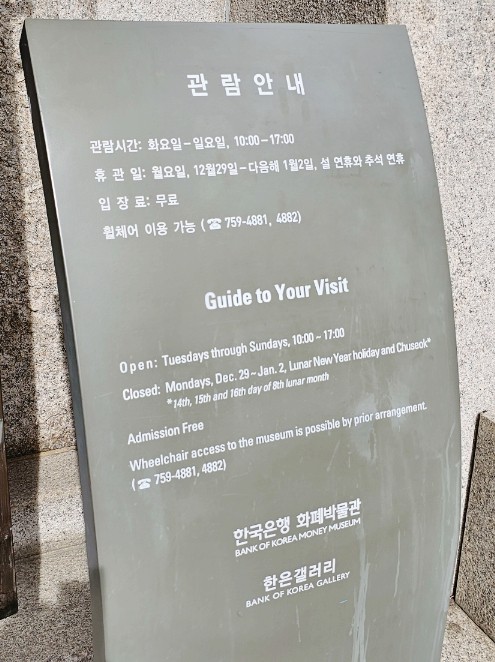 관람안내
관람시간: 화요일-일요일, 10:00-17:00
휴 관 일: 월요일, 12월29일-다음해 1월2일, 설 연휴와 추석 연휴
입 장 료: 무료
휠체어 이용 가능 (☎ 759-4881, 4882)
Guide to Your Visit
Open: Tuesdays through Sundays, 10:00~17:00
Closed: Mondays, Dec. 29~Jan. 2, Lunar New Year holiday and Chuseok*
*14th, 15th and 16th day of 8th lunar month
Admission Free
Wheelchair access to the museum is possible by prior arrangement.
(☎ 759-4881, 4882)
한국은행 화폐박물관
BANK OF KOREA MONEY MUSEUM
한은갤러리
BANK OF KOREA GALLERY